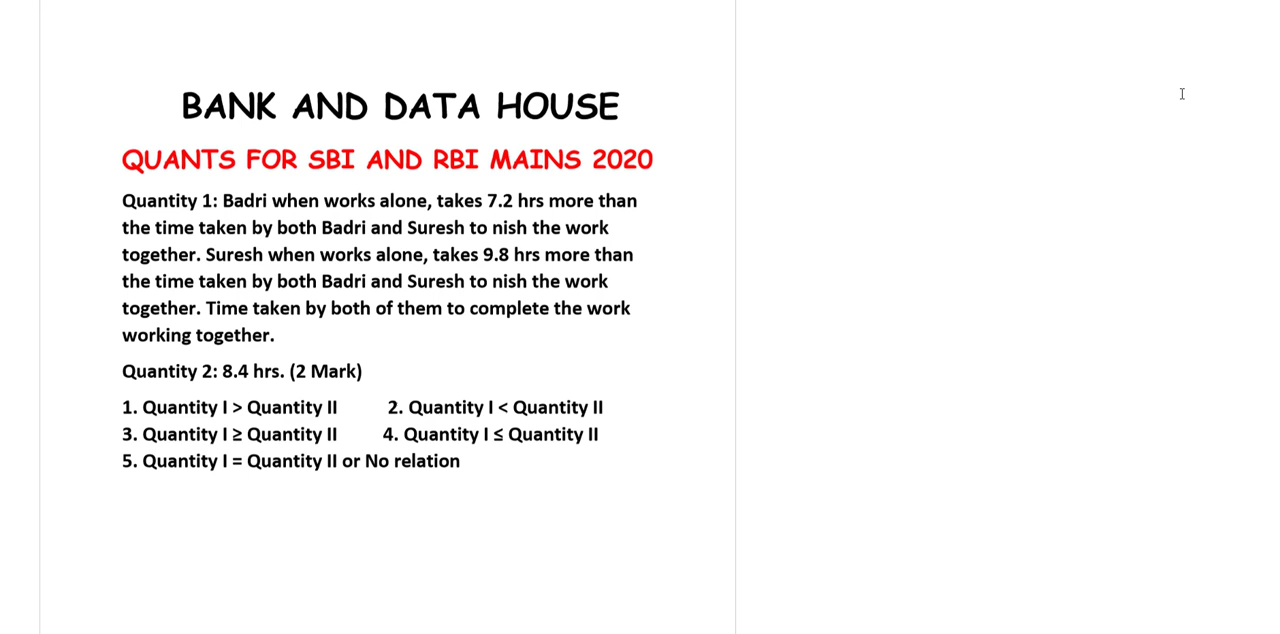 BANK AND DATA HOUSE
QUANTS FOR SBI AND RBI MAINS 2020
Quantity 1: Badri when works alone, takes 7.2 hrs more than
the time taken by both Badri and Suresh to nish the work
together. Suresh when works alone, takes 9.8 hrs more than
the time taken by both Badri and Suresh to nish the work
together. Time taken by both of them to complete the work
working together.
Quantity 2: 8.4 hrs. (2 Mark)
1. Quantity I > Quantity II 2. Quantity I < Quantity II
3. Quantity I ≥ Quantity II 4. Quantity I ≤ Quantity II
5. Quantity I = Quantity II or No relation